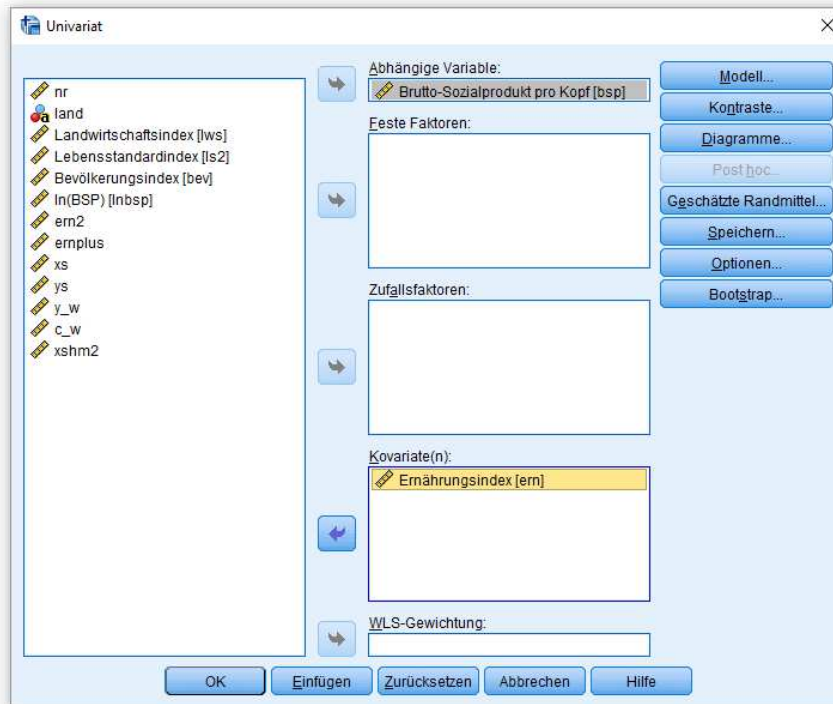 Univariat
nr
land
Landwirtschaftsindex [lws]
Lebensstandardindex [ls2]
Bevölkerungsindex [bev]
ln(BSP) [lnbsp]
ern2
ernplus
xs
ys
y_w
c_w
xshm2
Abhängige Variable:
Brutto-Sozialprodukt pro Kopf [bsp]
Feste Faktoren:
Zufallsfaktoren:
Kovariate(n):
Ernährungsindex [ern]
WLS-Gewichtung:
Modell...
Kontraste...
Diagramme...
Post hoc...
Geschätzte Randmittel...
Speichern...
Optionen...
Bootstrap...
OK
Einfügen
Zurücksetzen
Abbrechen
Hilfe